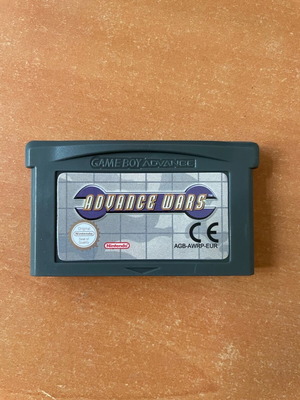 GAME BOY ADVANCE
ADVANCE WARS
Nintendo
CE
AGB-AWRP-EUR